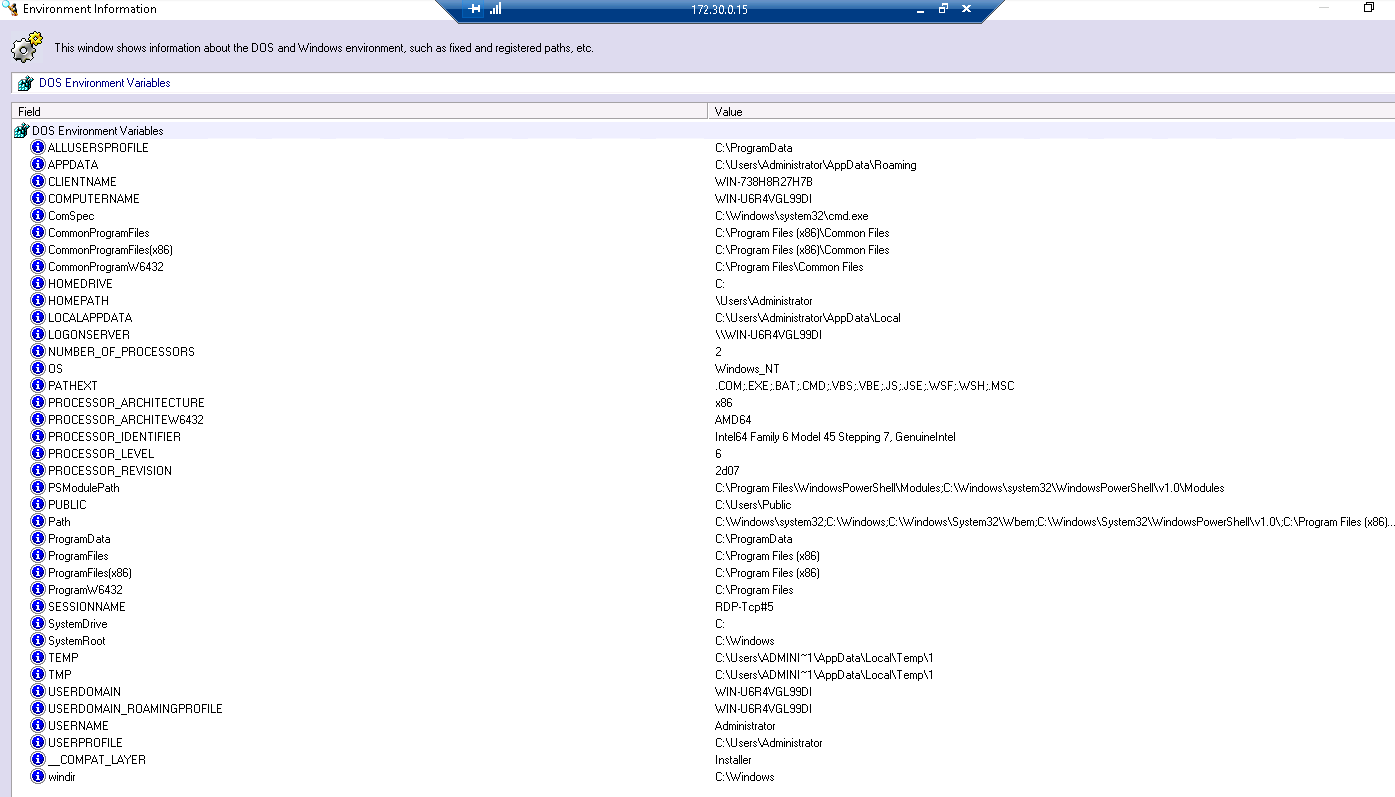 Environment Information
172.30.0.15
This window shows information about the DOS and Windows environment, such as fixed and registered paths, etc.
DOS Environment Variables
Field Value
DOS Environment Variables
ALLUSERSPROFILE C:\ProgramData
APPDATA C:\Users\Administrator\AppData\Roaming
CLIENTNAME WIN-738H8R27H7B
COMPUTERNAME WIN-U6R4VGL99DI
ComSpec C:\Windows\system32\cmd.exe
CommonProgramFiles C:\Program Files (x86)\Common Files
CommonProgramFiles(x86) C:\Program Files (x86)\Common Files
CommonProgramW6432 C:\Program Files\Common Files
HOMEDRIVE C:
HOMEPATH \Users\Administrator
LOCALAPPDATA C:\Users\Administrator\AppData\Local
LOGONSERVER \\WIN-U6R4VGL99DI
NUMBER_OF_PROCESSORS 2
OS Windows_NT
PATHEXT .COM;.EXE;.BAT;.CMD;.VBS;.VBE;.JS;.JSE;.WSF;.WSH;.MSC
PROCESSOR_ARCHITECTURE x86
PROCESSOR_ARCHITEW6432 AMD64
PROCESSOR_IDENTIFIER Intel64 Family 6 Model 45 Stepping 7, GenuineIntel
PROCESSOR_LEVEL 6
PROCESSOR_REVISION 2d07
PSModulePath C:\Program Files\WindowsPowerShell\Modules;C:\Windows\system32\WindowsPowerShell\v1.0\Modules
PUBLIC C:\Users\Public
Path C:\Windows\system32;C:\Windows;C:\Windows\System32\Wbem;C:\Windows\System32\WindowsPowerShell\v1.0\;C:\Program Files (x86)...
ProgramData C:\ProgramData
ProgramFiles C:\Program Files (x86)
ProgramFiles(x86) C:\Program Files (x86)
ProgramW6432 C:\Program Files
SESSIONNAME RDP-Tcp#5
SystemDrive C:
SystemRoot C:\Windows
TEMP C:\Users\ADMINI~1\AppData\Local\Temp\1
TMP C:\Users\ADMINI~1\AppData\Local\Temp\1
USERDOMAIN WIN-U6R4VGL99DI
USERDOMAIN_ROAMINGPROFILE WIN-U6R4VGL99DI
USERNAME Administrator
USERPROFILE C:\Users\Administrator
__COMPAT_LAYER Installer
windir C:\Windows